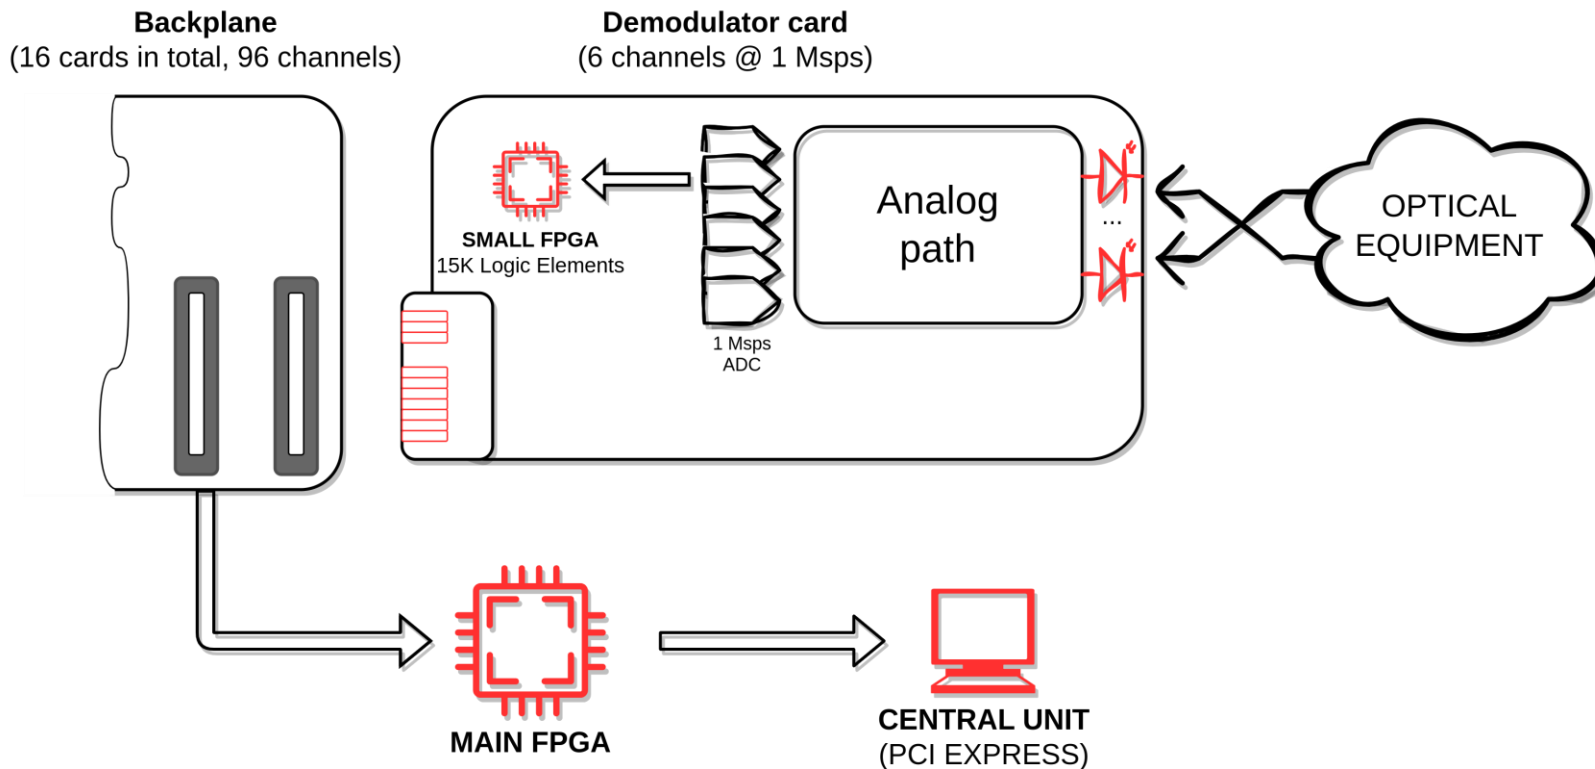 Backplane
(16 cards in total, 96 channels)
Demodulator card
(6 channels @ 1 Msps)
SMALL FPGA
15K Logic Elements
1 Msps
ADC
Analog
path
...
OPTICAL
EQUIPMENT
MAIN FPGA
CENTRAL UNIT
(PCI EXPRESS)